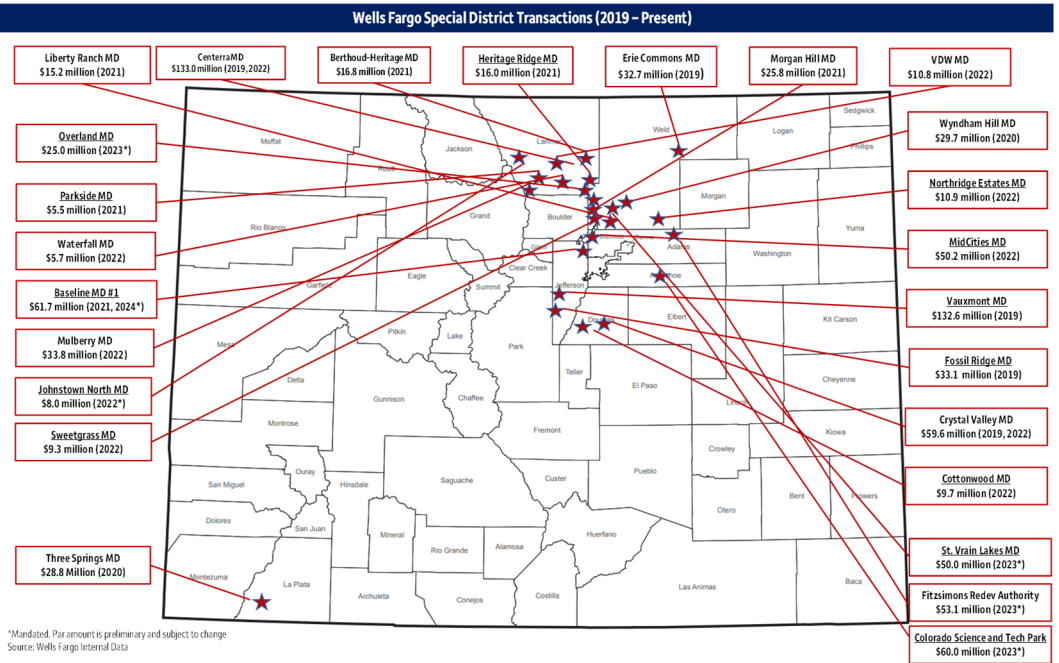 Wells Fargo Special District Transactions (2019 – Present)
Liberty Ranch MD
$15.2 million (2021)
Centerra MD
$133.0 million (2019, 2022)
Berthoud-Heritage MD
$16.8 million (2021)
Heritage Ridge MD
$16.0 million (2021)
Erie Commons MD
$32.7 million (2019)
Morgan Hill MD
$25.8 million (2021)
VDW MD
$10.8 million (2022)
Overland MD
$25.0 million (2023*)
Parkside MD
$5.5 million (2021)
Waterfall MD
$5.7 million (2022)
Baseline MD #1
$61.7 million (2021, 2024*)
Mulberry MD
$33.8 million (2022)
Johnstown North MD
$8.0 million (2022*)
Sweetgrass MD
$9.3 million (2022)
Three Springs MD
$28.8 Million (2020)
Wyndham Hill MD
$29.7 million (2020)
Northridge Estates MD
$10.9 million (2022)
MidCities MD
$50.2 million (2022)
Vauxmont MD
$132.6 million (2019)
Fossil Ridge MD
$33.1 million (2019)
Crystal Valley MD
$59.6 million (2019, 2022)
Cottonwood MD
$9.7 million (2022)
St. Vrain Lakes MD
$50.0 million (2023*)
Fitzsimons Redev Authority
$53.1 million (2023*)
Colorado Science and Tech Park
$60.0 million (2023*)
Moffat
Jackson
Weld
Logan
Sedgwick
Phillips
Grand
Boulder
Morgan
Rio Blanco
Adams
Washington
Yuma
Garfield
Eagle
Clear Creek
Summit
Jefferson
Elbert
Kit Carson
Pitkin
Lake
Park
Mesa
Delta
Teller
El Paso
Cheyenne
Gunnison
Chaffee
Lincoln
Montrose
Fremont
Kiowa
Ouray
Crowley
San Miguel
Hinsdale
Saguache
Custer
Pueblo
Bent
Prowers
Otero
Dolores
San Juan
Mineral
Rio Grande
Alamosa
Huerfano
Montezuma
La Plata
Archuleta
Conejos
Costilla
Las Animas
Baca
*Mandated. Par amount is preliminary and subject to change
Source: Wells Fargo Internal Data